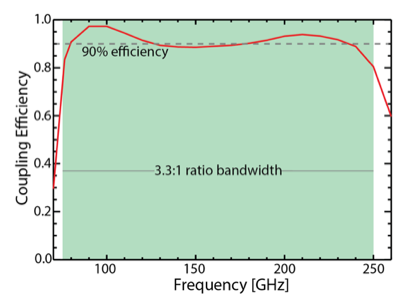 1.0
90% efficiency
0.8
0.6
Coupling Efficiency
0.4
3.3:1 ratio bandwidth
0.2
0.0
100
150
200
250
Frequency [GHz]